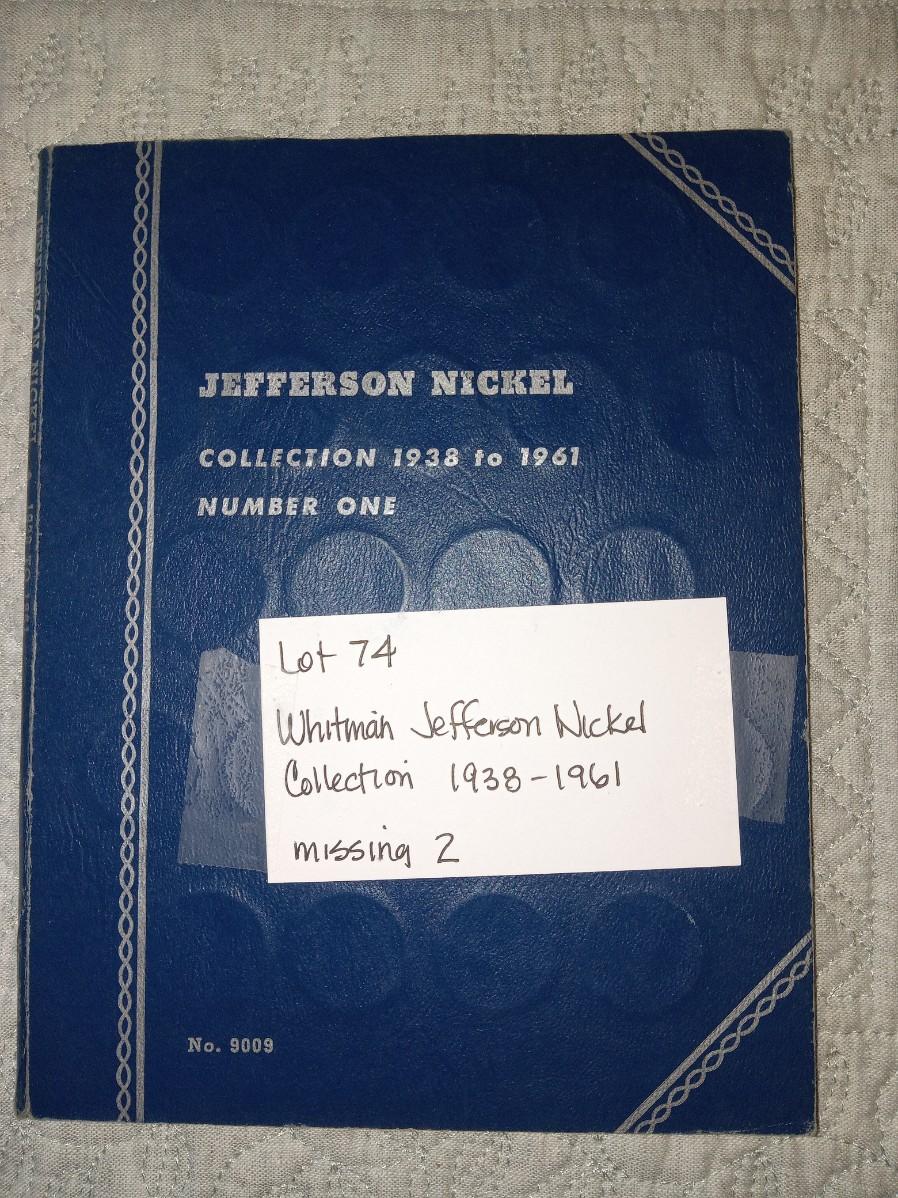 JEFFERSON NICKEL
COLLECTION 1938 to 1961
NUMBER ONE
Lot 74
Whitman Jefferson Nickel
Collection 1938-1961
missing 2
No. 9009